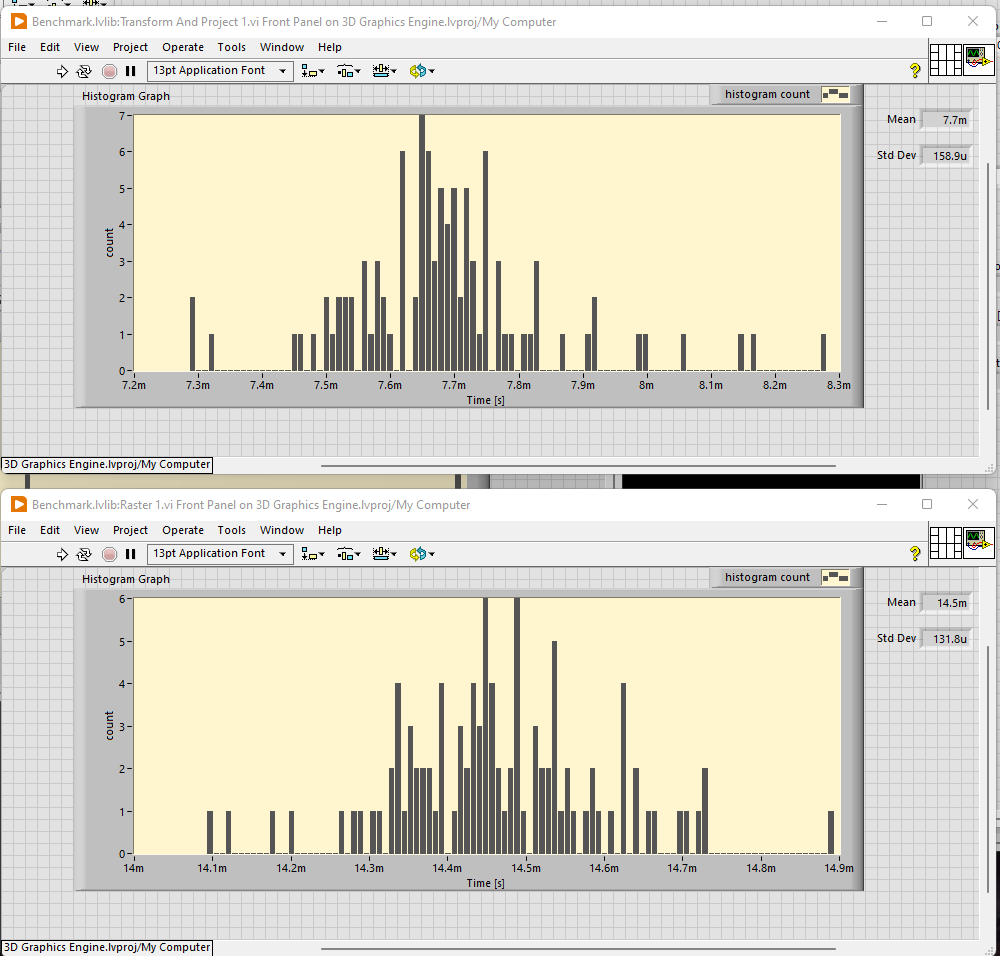 Benchmark.lvlib:Transform And Project 1.vi Front Panel on 3D Graphics Engine.lvproj/My Computer
File Edit View Project Operate Tools Window Help
13pt Application Font
Histogram Graph
histogram count
Mean 7.7m
Std Dev 158.9u
count
7
6
5
4
3
2
1
0
7.2m 7.3m 7.4m 7.5m 7.6m 7.7m 7.8m 7.9m 8m 8.1m 8.2m 8.3m
Time [s]
3D Graphics Engine.lvproj/My Computer
Benchmark.lvlib:Raster 1.vi Front Panel on 3D Graphics Engine.lvproj/My Computer
File Edit View Project Operate Tools Window Help
13pt Application Font
Histogram Graph
histogram count
Mean 14.5m
Std Dev 131.8u
count
6
5
4
3
2
1
0
14m 14.1m 14.2m 14.3m 14.4m 14.5m 14.6m 14.7m 14.8m 14.9m
Time [s]
3D Graphics Engine.lvproj/My Computer